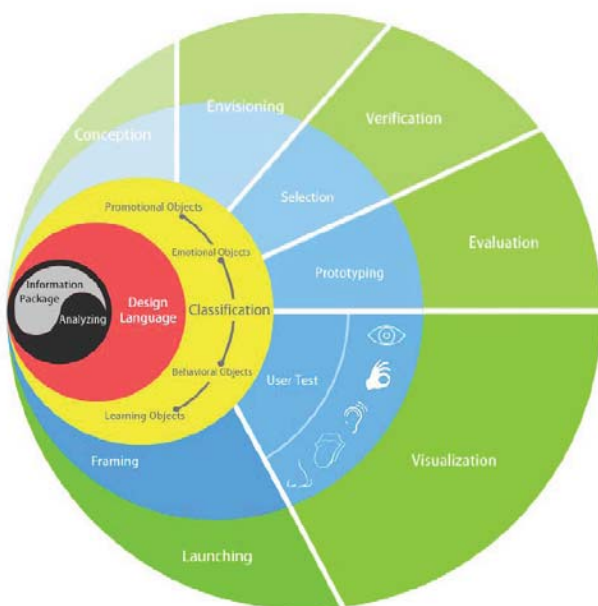 Envisioning
Conception
Verification
Selection
Promotional Objects
Evaluation
Emotional Objects
Prototyping
Information
Package
Design
Language
Classification
Analyzing
Behavioral Objects
User Test
Learning Objects
Framing
Visualization
Launching